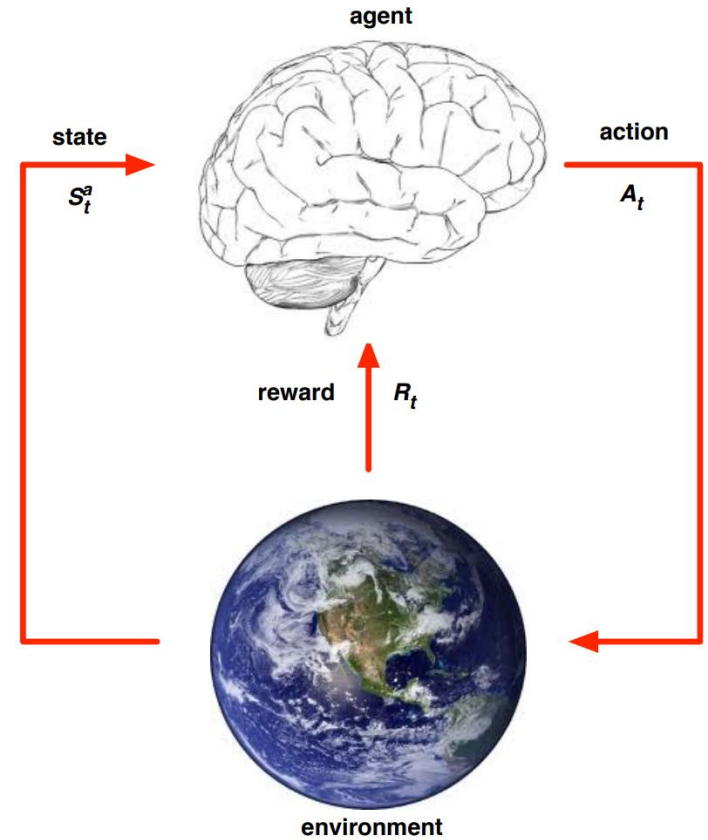 agent
state
S_t^a
action
A_t
reward
R_t
environment